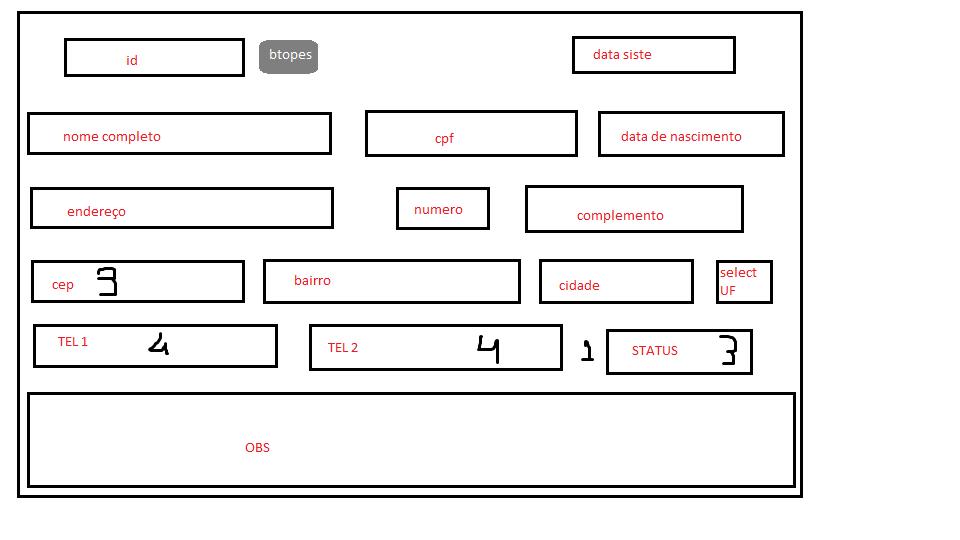 id btopes data siste
nome completo cpf data de nascimento
endereço numero complemento
cep 3 bairro cidade select
UF
TEL 1 4 TEL 2 4 1 STATUS 3
OBS